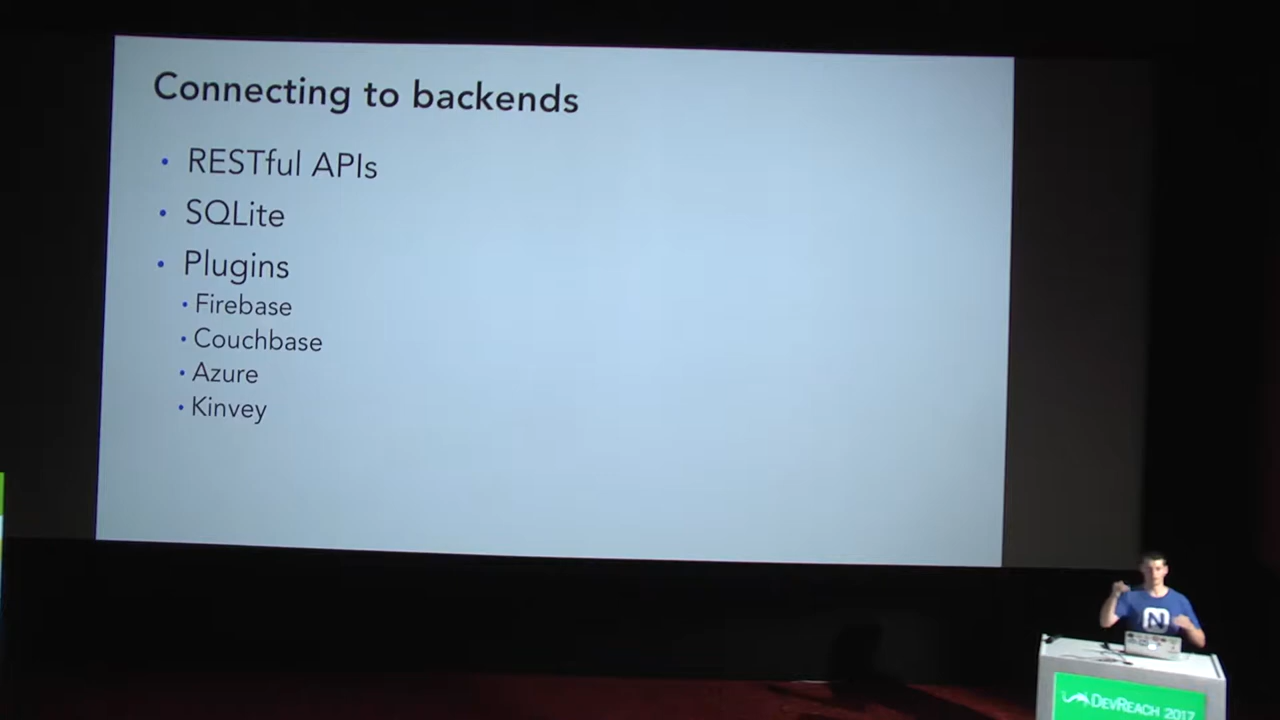 Connecting to backends
• RESTful APIs
• SQLite
• Plugins
• Firebase
• Couchbase
• Azure
• Kinvey
N
DEVREACH 2017